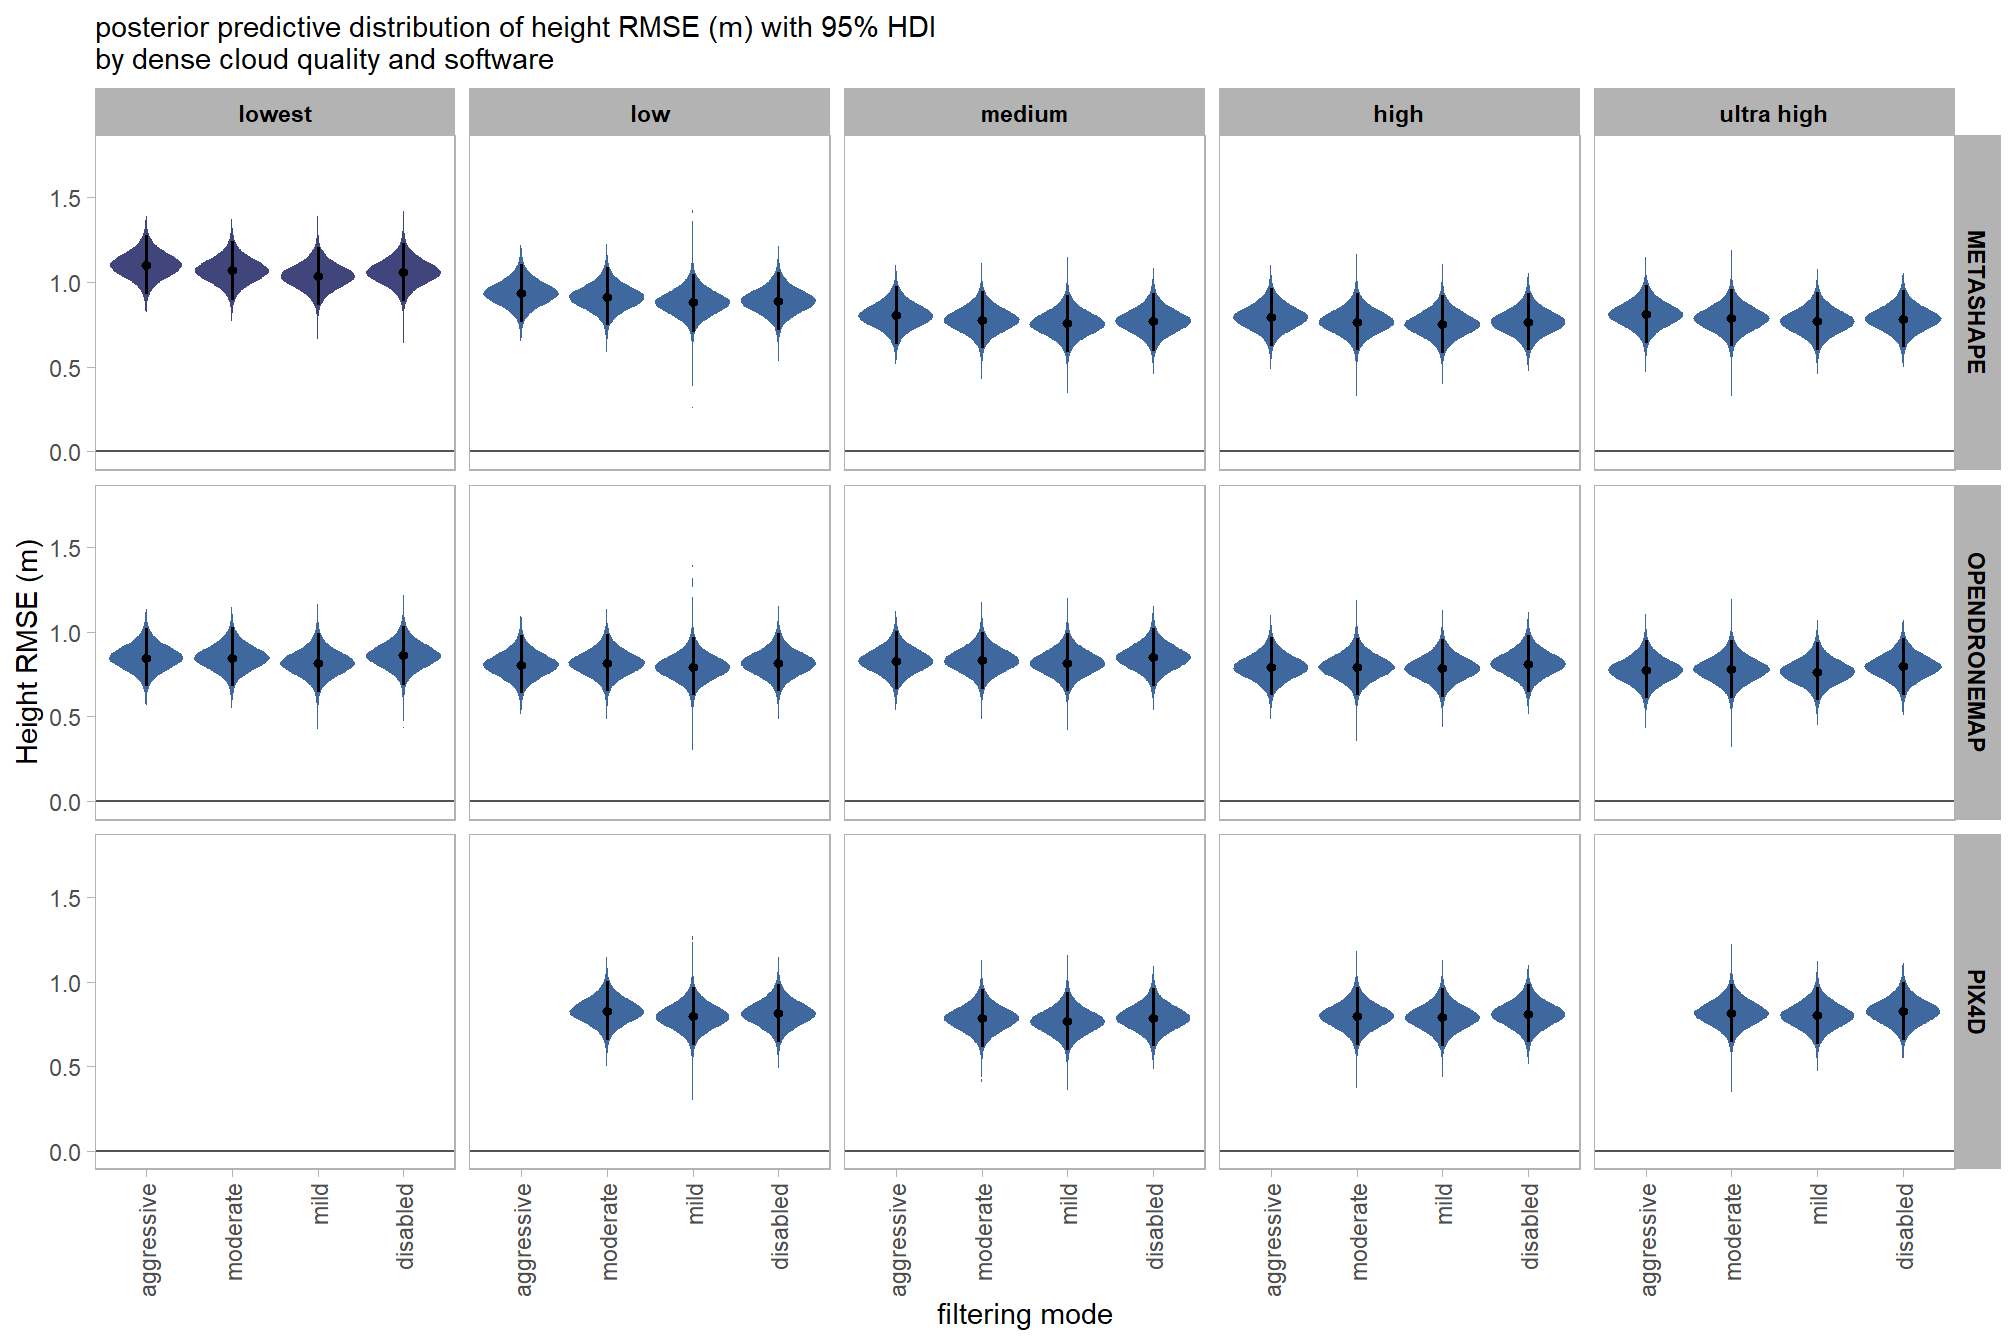 posterior predictive distribution of height RMSE (m) with 95% HDI
by dense cloud quality and software
lowest
low
medium
high
ultra high
1.5
1.0
0.5
0.0
METASHAPE
Height RMSE (m)
1.5
1.0
0.5
0.0
OPENDRONEMAP
1.5
1.0
0.5
0.0
PIX4D
aggressive
moderate
mild
disabled
aggressive
moderate
mild
disabled
aggressive
moderate
mild
disabled
aggressive
moderate
mild
disabled
aggressive
moderate
mild
disabled
filtering mode